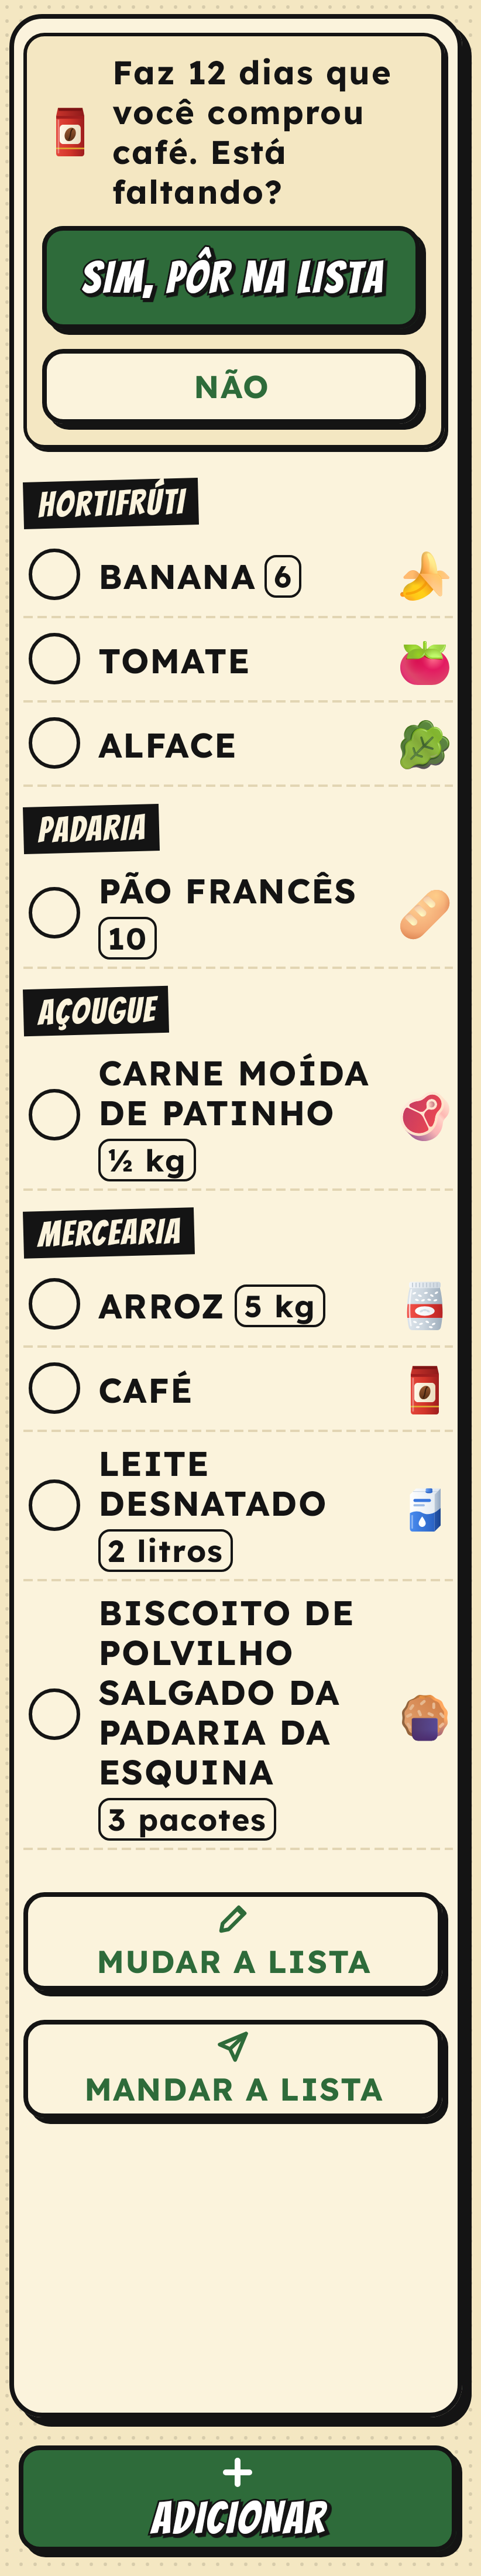 Faz 12 dias que
você comprou
café. Está
faltando?
SIM, PÔR NA LISTA
NÃO
HORTIFRÚTI
BANANA 6
TOMATE
ALFACE
PADARIA
PÃO FRANCÊS
10
AÇOUGUE
CARNE MOÍDA
DE PATINHO
½ kg
MERCEARIA
ARROZ 5 kg
CAFÉ
LEITE
DESNATADO
2 litros
BISCOITO DE
POLVILHO
SALGADO DA
PADARIA DA
ESQUINA
3 pacotes
MUDAR A LISTA
MANDAR A LISTA
ADICIONAR